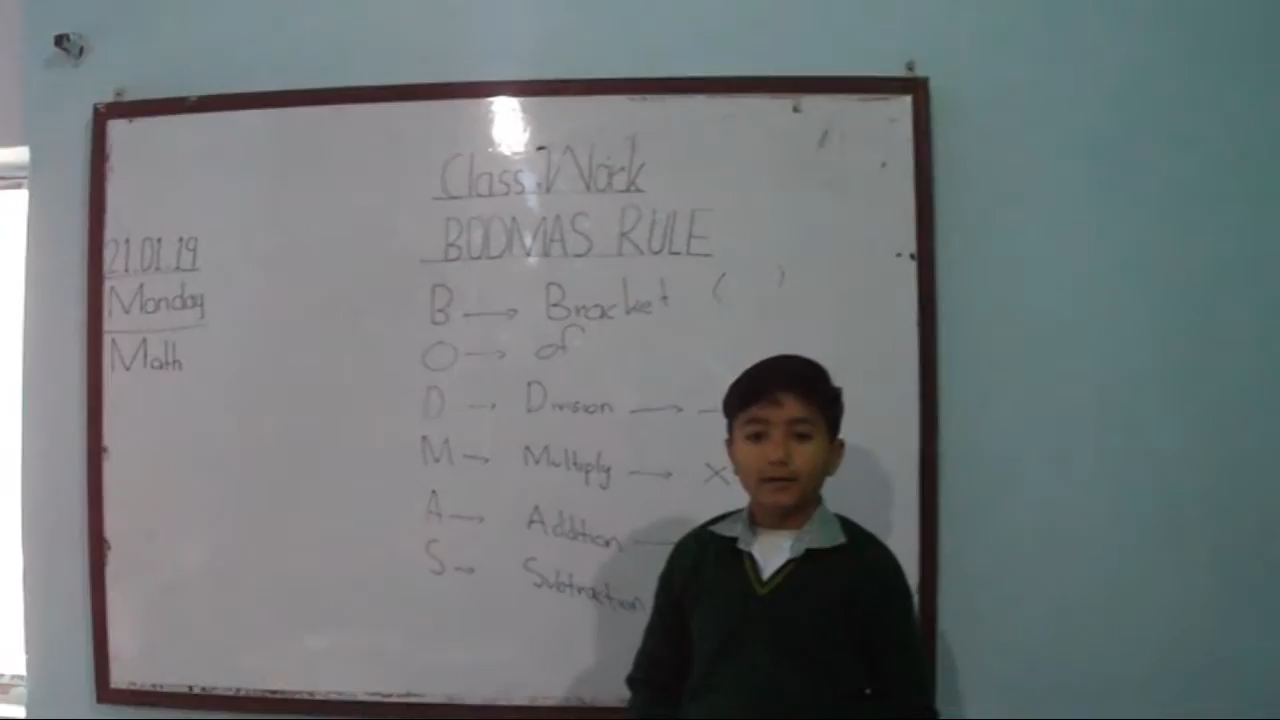 Class Work
BODMAS RULE
21.01.19
Monday
Math
B → Bracket ( )
O → of
D → Division →
M → Multiply → ×
A → Addition
S → Subtraction